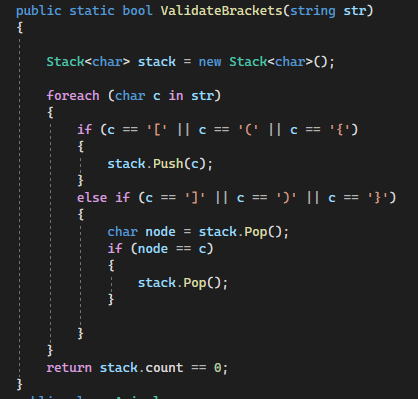 public static bool ValidateBrackets(string str)
{
Stack<char> stack = new Stack<char>();
foreach (char c in str)
{
if (c == '[' || c == '(' || c == '{')
{
stack.Push(c);
}
else if (c == ']' || c == ')' || c == '}')
{
char node = stack.Pop();
if (node == c)
{
stack.Pop();
}
}
}
return stack.count == 0;
}